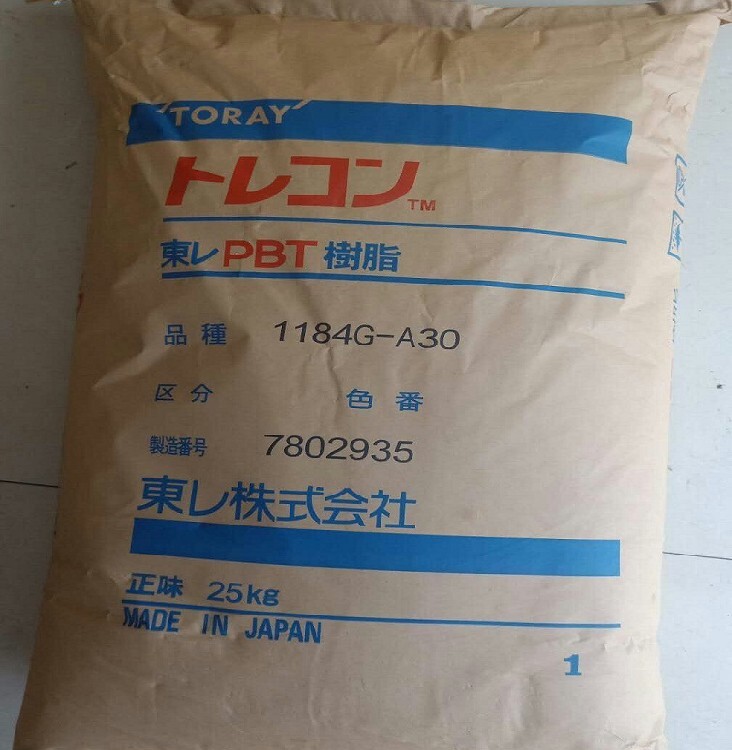 TORAY
トレコン™
東レPBT樹脂
品種 1184G-A30
区分 色番
製造番号 7802935
東レ株式会社
正味 25kg
MADE IN JAPAN
1